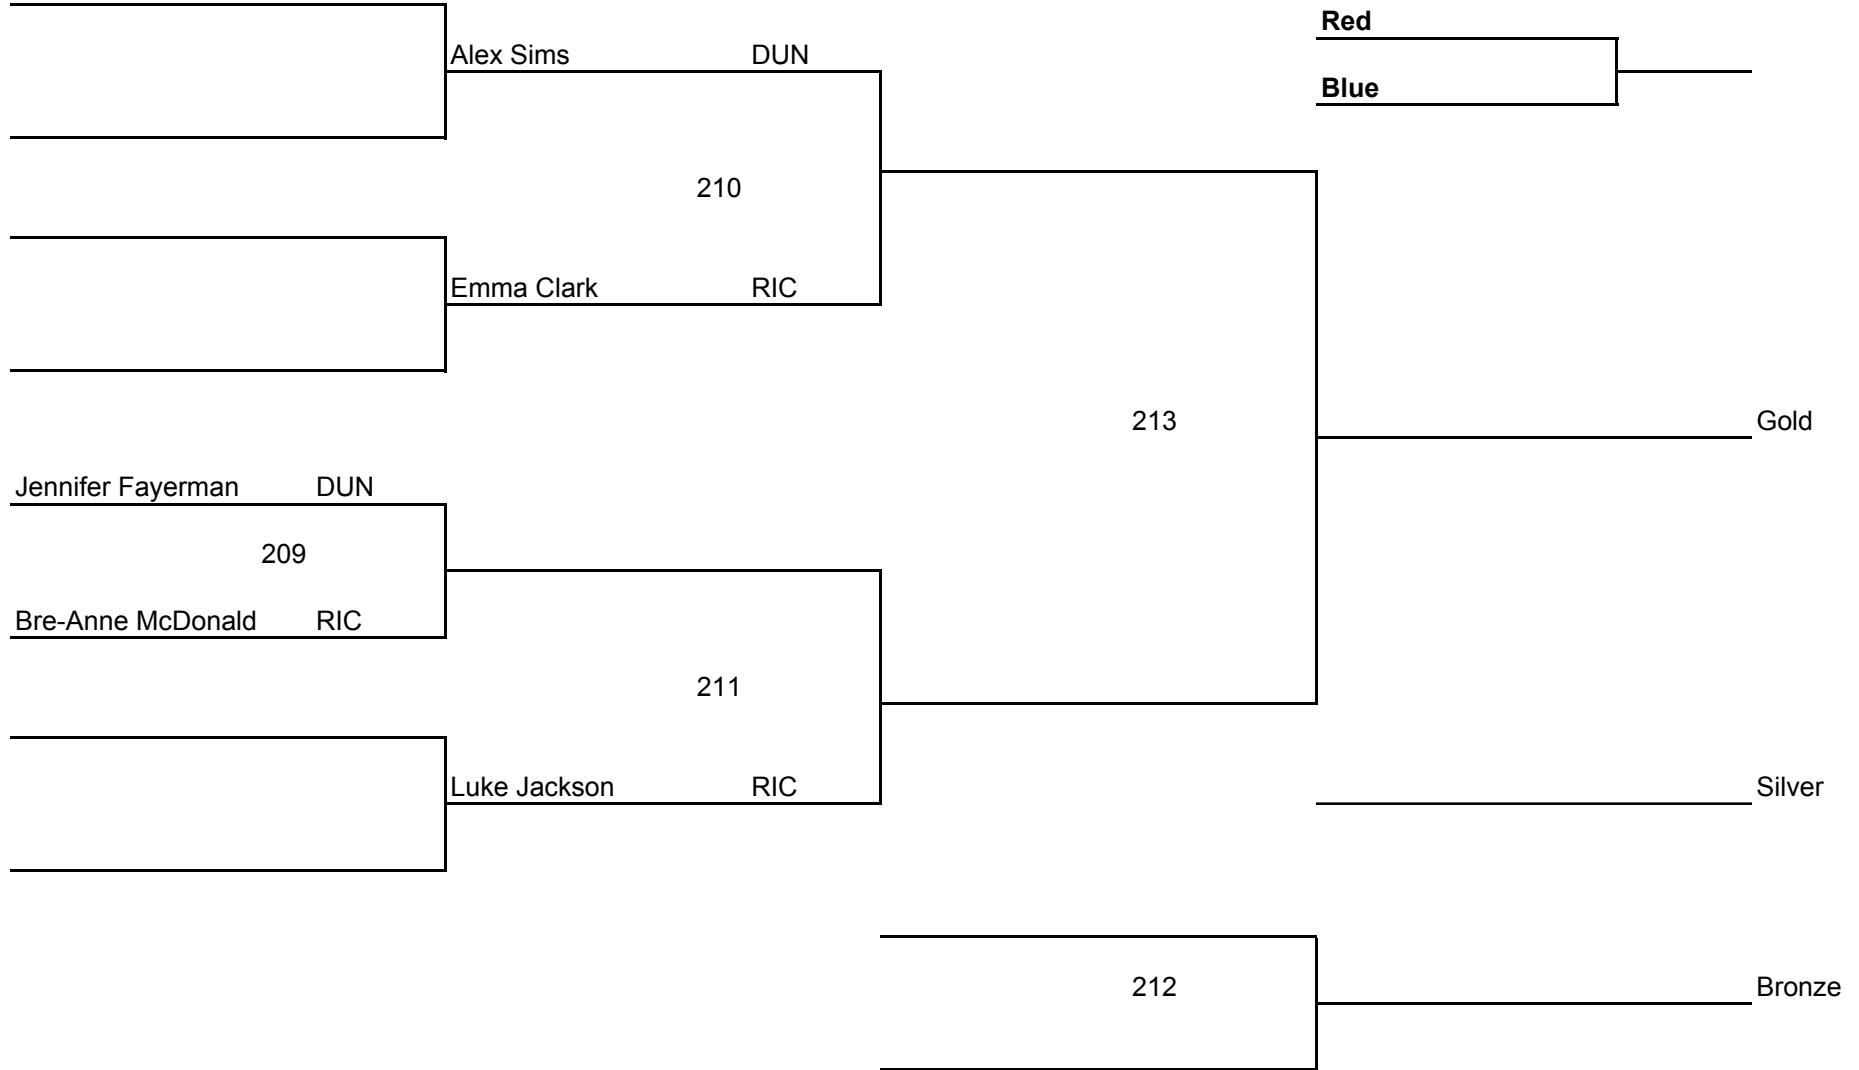 Red
Alex Sims DUN
Blue
210
Emma Clark RIC
213 Gold
Jennifer Fayerman DUN
209
Bre-Anne McDonald RIC
211
Luke Jackson RIC Silver
212 Bronze